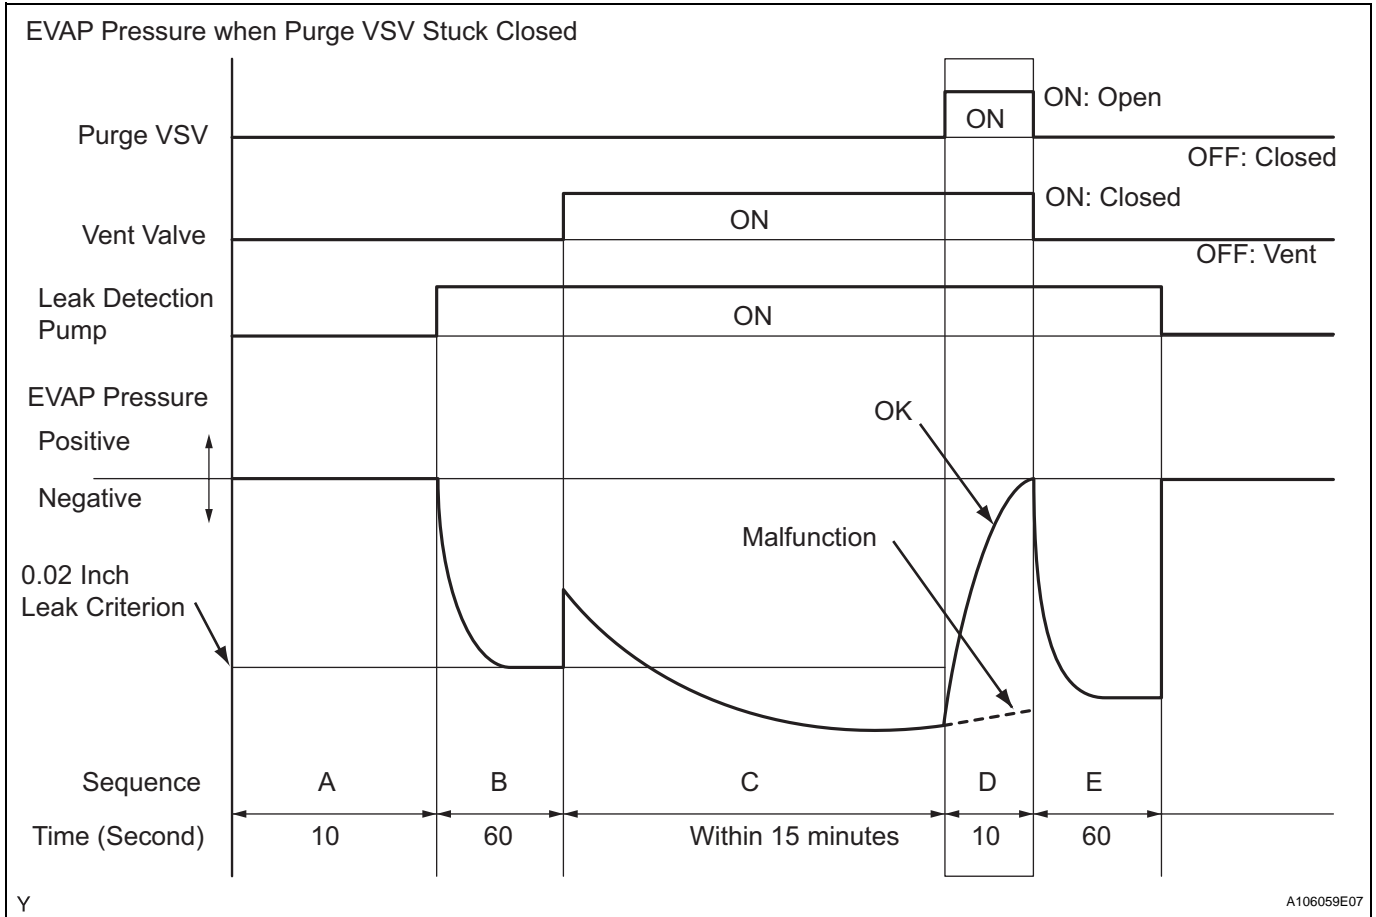 EVAP Pressure when Purge VSV Stuck Closed
Purge VSV
ON
ON: Open
OFF: Closed
Vent Valve
ON
ON: Closed
OFF: Vent
Leak Detection
Pump
ON
EVAP Pressure
Positive
Negative
OK
Malfunction
0.02 Inch
Leak Criterion
Sequence A B C D E
Time (Second) 10 60 Within 15 minutes 10 60
Y
A106059E07